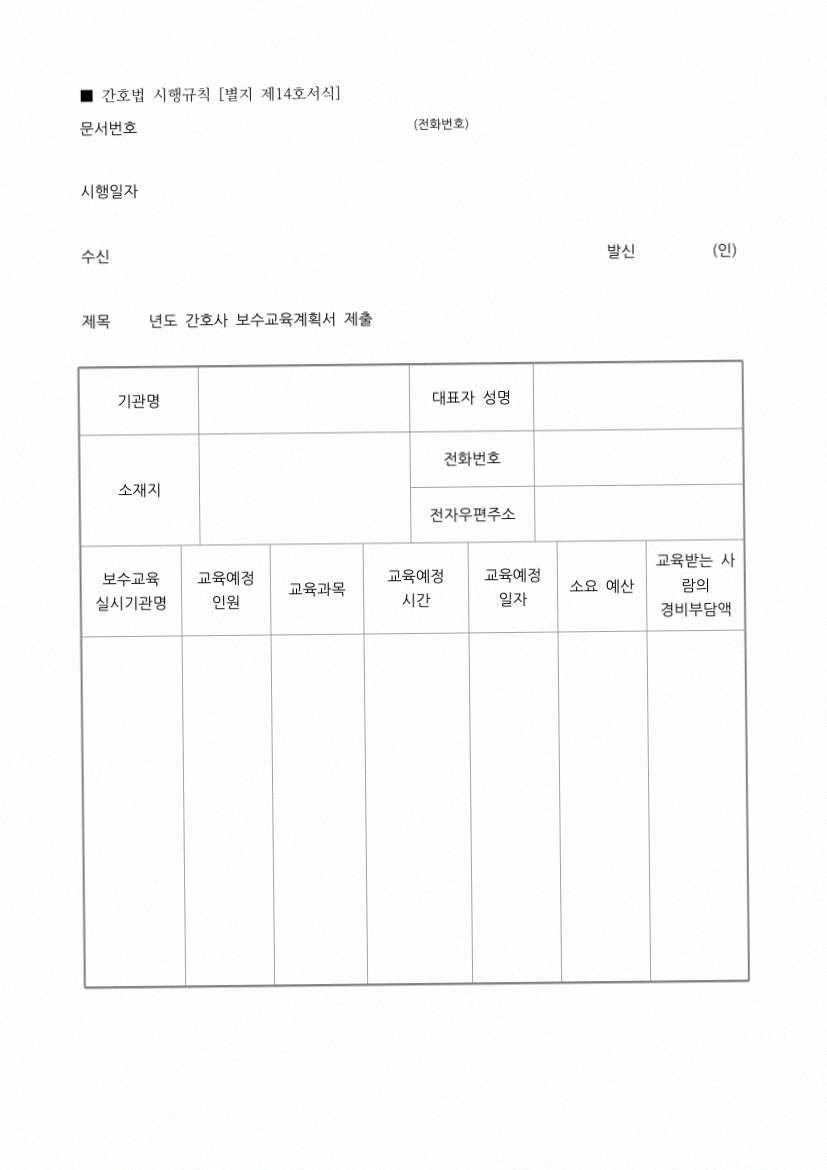 ■ 간호법 시행규칙 [별지 제14호서식]
문서번호 (전화번호)
시행일자
수신 발신 (인)
제목 년도 간호사 보수교육계획서 제출
기관명 대표자 성명
소재지 전화번호
전자우편주소
보수교육
실시기관명
교육예정
인원
교육과목
교육예정
시간
교육예정
일자
소요 예산
교육받는 사
람의
경비부담액